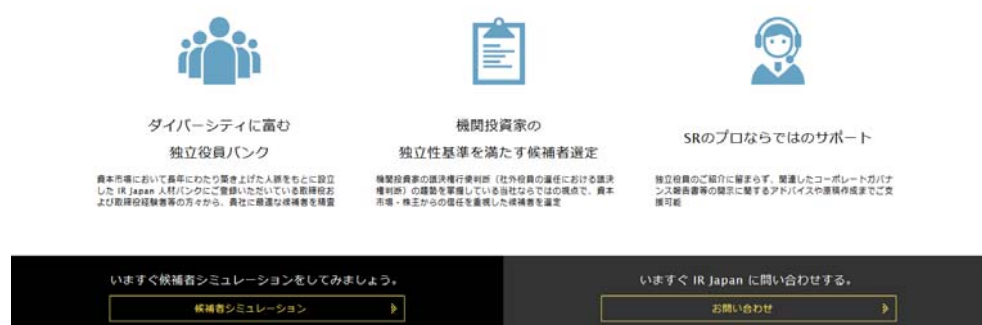 ダイバーシティに富む
独立役員バンク
資本市場において長年にわたり築き上げた人脈をもとに設立
した IR Japan 人材バンクにご登録いただいている取締役お
よび取締役経験者等の方々から、貴社に最適な候補者を精査
機関投資家の
独立性基準を満たす候補者選定
機関投資家の議決権行使判断（社外役員の選任における議決
権判断）の趨勢を掌握している当社ならではの視点で、資本
市場・株主からの信任を重視した候補者を選定
SRのプロならではのサポート
独立役員のご紹介に留まらず、関連したコーポレートガバナ
ンス報告書等の開示に関するアドバイスや原稿作成までご支
援可能
いますぐ候補者シミュレーションをしてみましょう。
候補者シミュレーション
いますぐ IR Japan に問い合わせする。
お問い合わせ